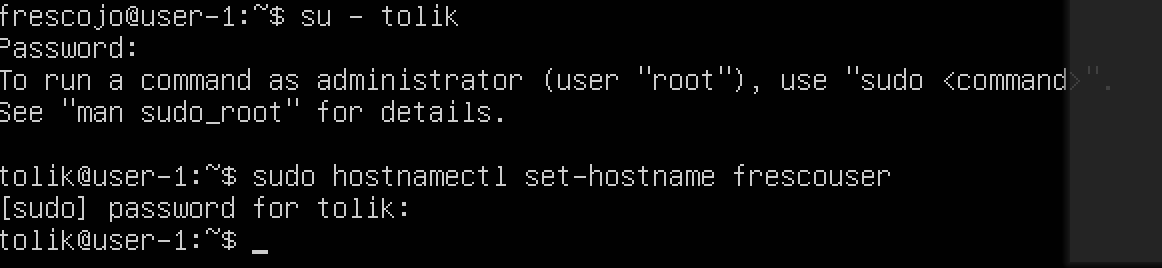 frescojo@user-1:~$ su - tolik
Password:
To run a command as administrator (user "root"), use "sudo <command>".
See "man sudo_root" for details.
tolik@user-1:~$ sudo hostnamectl set-hostname frescouser
[sudo] password for tolik:
tolik@user-1:~$ _